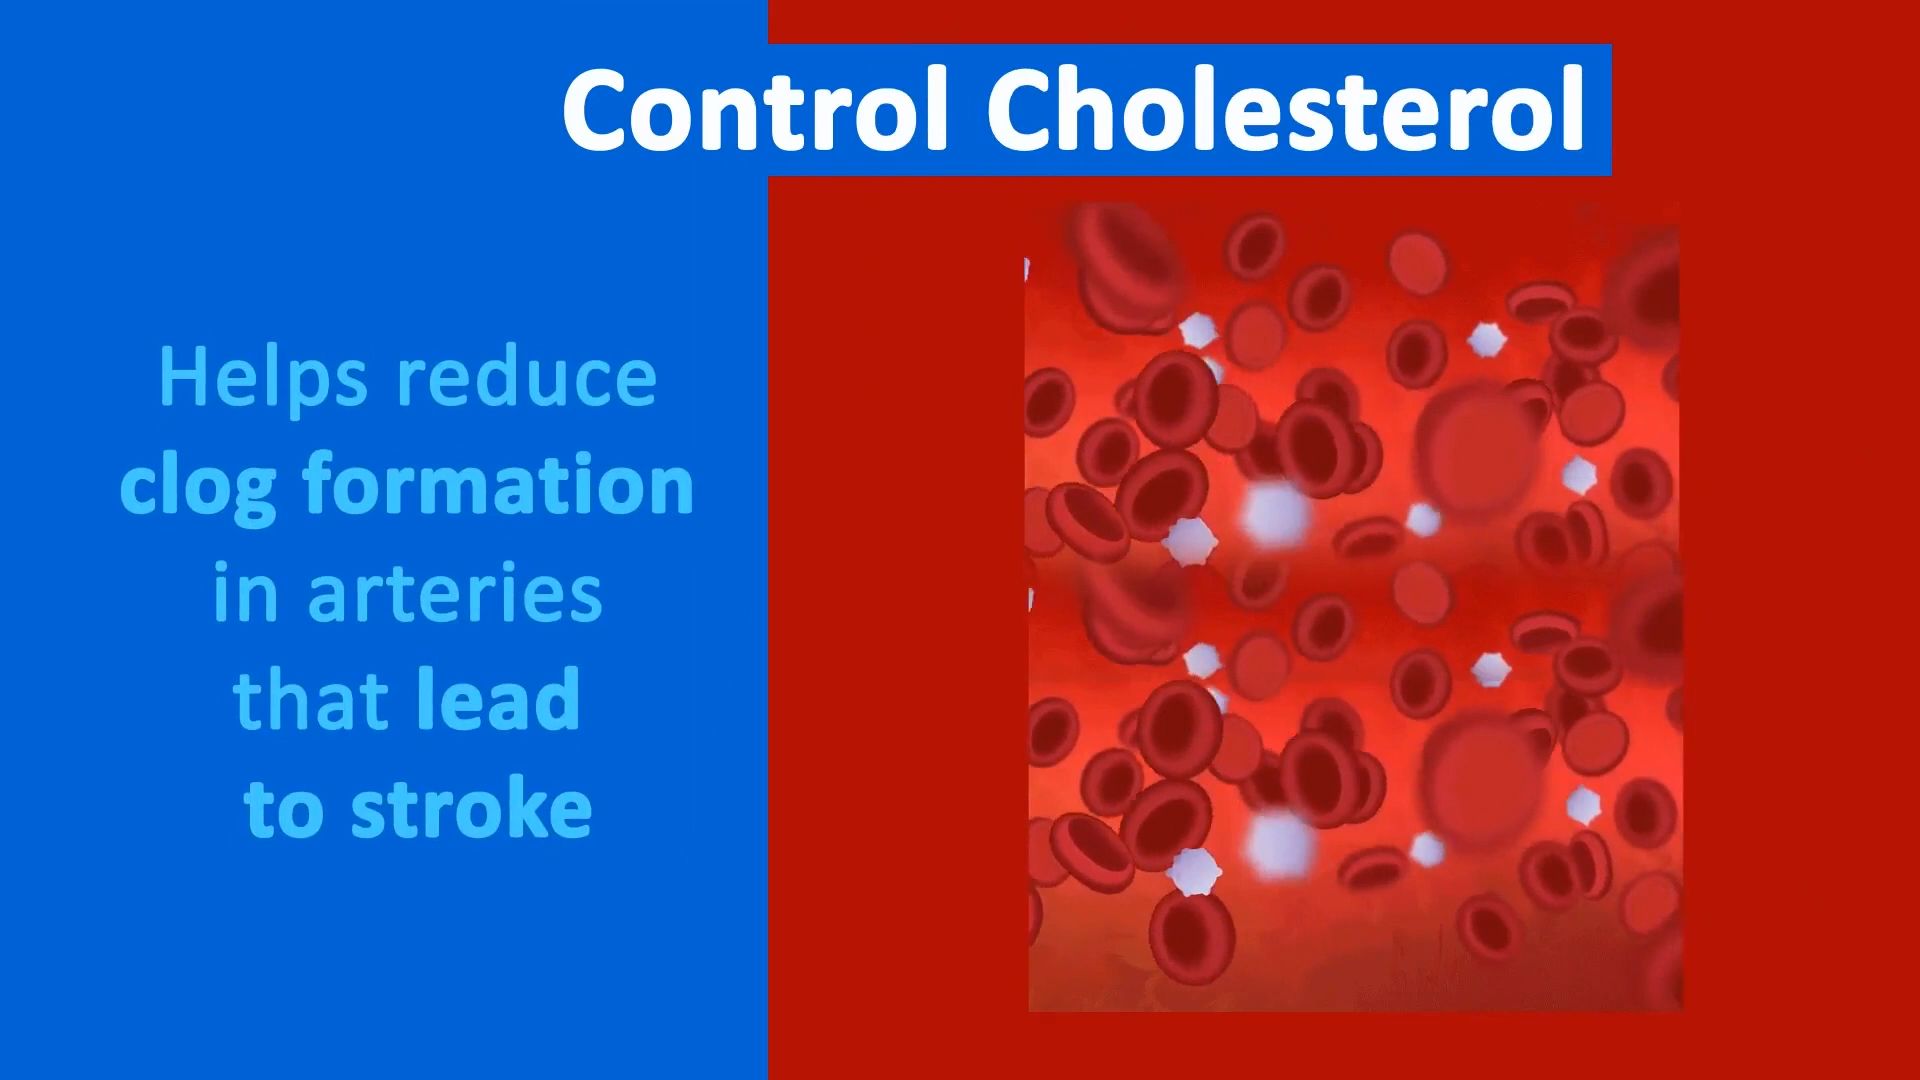 Control Cholesterol
Helps reduce
clog formation
in arteries
that lead
to stroke